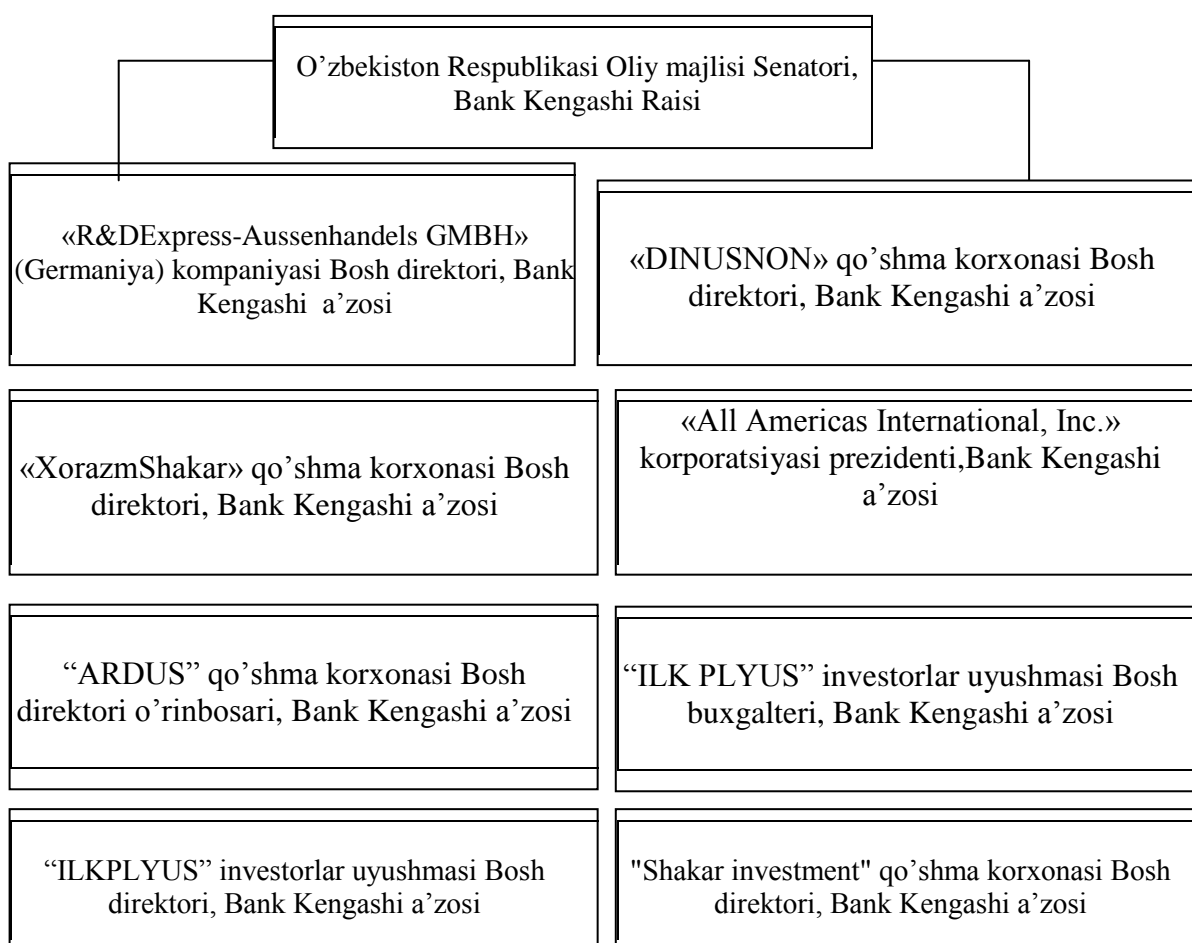 O’zbekiston Respublikasi Oliy majlisi Senatori,
Bank Kengashi Raisi
«R&DExpress-Aussenhandels GMBH»
(Germaniya) kompaniyasi Bosh direktori, Bank
Kengashi a’zosi
«DINUSNON» qo’shma korxonasi Bosh
direktori, Bank Kengashi a’zosi
«XorazmShakar» qo’shma korxonasi Bosh
direktori, Bank Kengashi a’zosi
«All Americas International, Inc.»
korporatsiyasi prezidenti,Bank Kengashi
a’zosi
“ARDUS” qo’shma korxonasi Bosh
direktori o’rinbosari, Bank Kengashi a’zosi
“ILK PLYUS” investorlar uyushmasi Bosh
buxgalteri, Bank Kengashi a’zosi
“ILKPLYUS” investorlar uyushmasi Bosh
direktori, Bank Kengashi a’zosi
"Shakar investment" qo’shma korxonasi Bosh
direktori, Bank Kengashi a’zosi